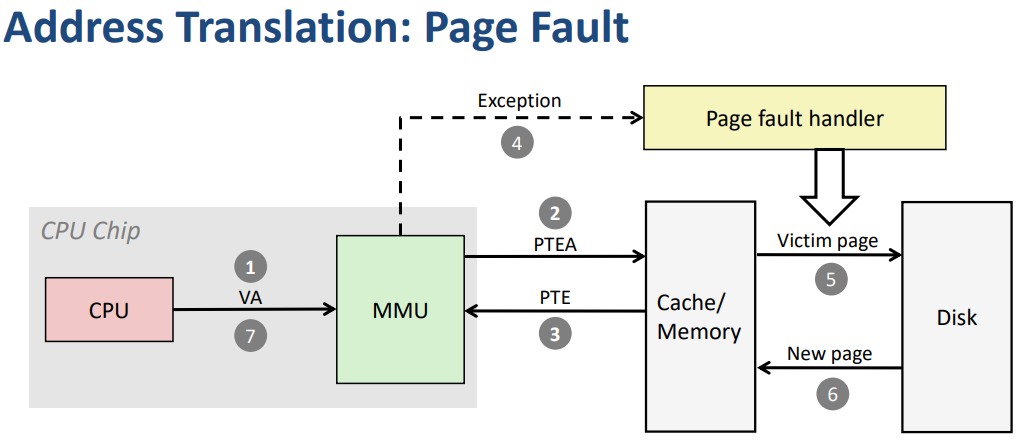 Address Translation: Page Fault
Exception
4
Page fault handler
CPU Chip
2
PTEA
Victim page
5
1
VA
7
CPU
MMU
PTE
3
Cache/
Memory
Disk
New page
6